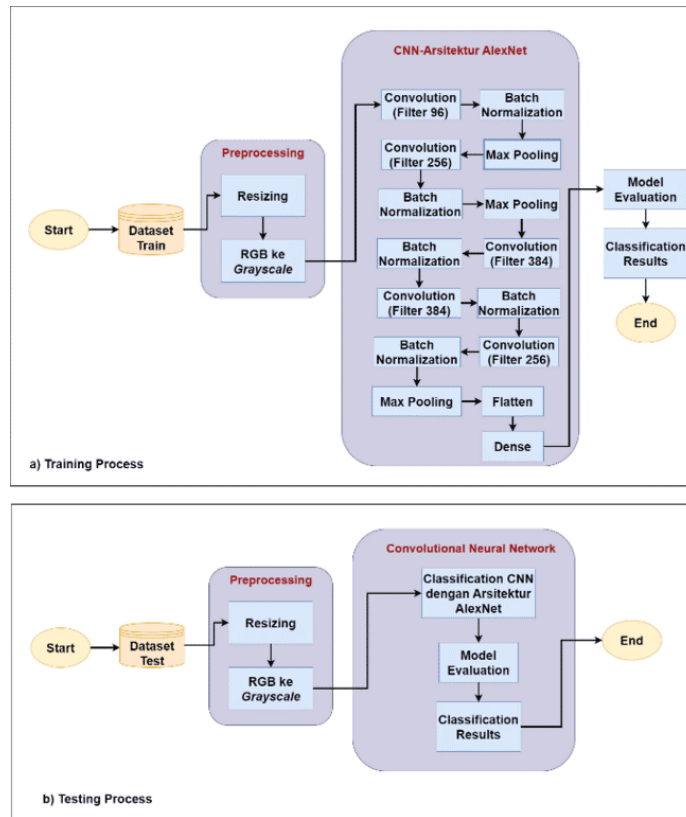 CNN-Arsitektur AlexNet
Convolution
(Filter 96)
Batch
Normalization
Max Pooling
Convolution
(Filter 256)
Batch
Normalization
Max Pooling
Convolution
(Filter 384)
Batch
Normalization
Convolution
(Filter 384)
Batch
Normalization
Convolution
(Filter 256)
Batch
Normalization
Max Pooling
Flatten
Dense
Preprocessing
Resizing
RGB ke
Grayscale
Start
Dataset
Train
Model
Evaluation
Classification
Results
End
a) Training Process
Convolutional Neural Network
Classification CNN
dengan Arsitektur
AlexNet
Model
Evaluation
Classification
Results
Preprocessing
Resizing
RGB ke
Grayscale
Start
Dataset
Test
End
b) Testing Process